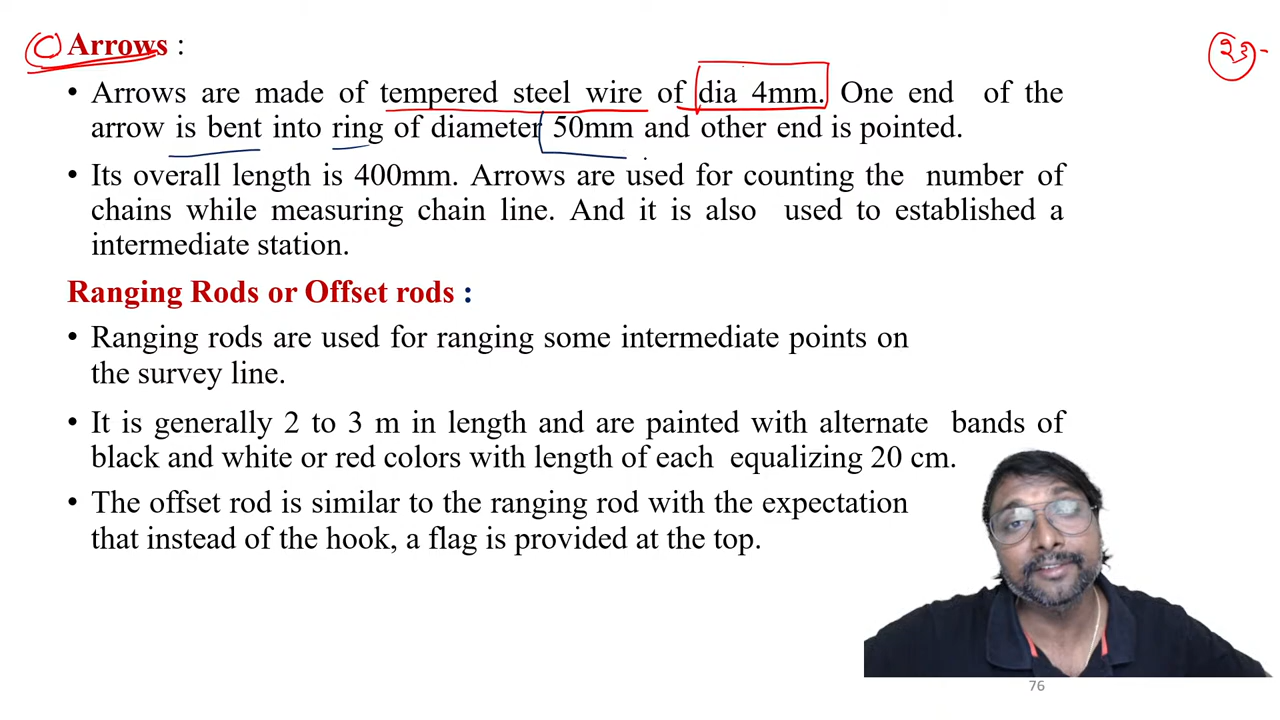 Arrows :
• Arrows are made of tempered steel wire of dia 4mm. One end of the
arrow is bent into ring of diameter 50mm and other end is pointed.
• Its overall length is 400mm. Arrows are used for counting the number of
chains while measuring chain line. And it is also used to established a
intermediate station.
Ranging Rods or Offset rods :
• Ranging rods are used for ranging some intermediate points on
the survey line.
• It is generally 2 to 3 m in length and are painted with alternate bands of
black and white or red colors with length of each equalizing 20 cm.
• The offset rod is similar to the ranging rod with the expectation
that instead of the hook, a flag is provided at the top.
76